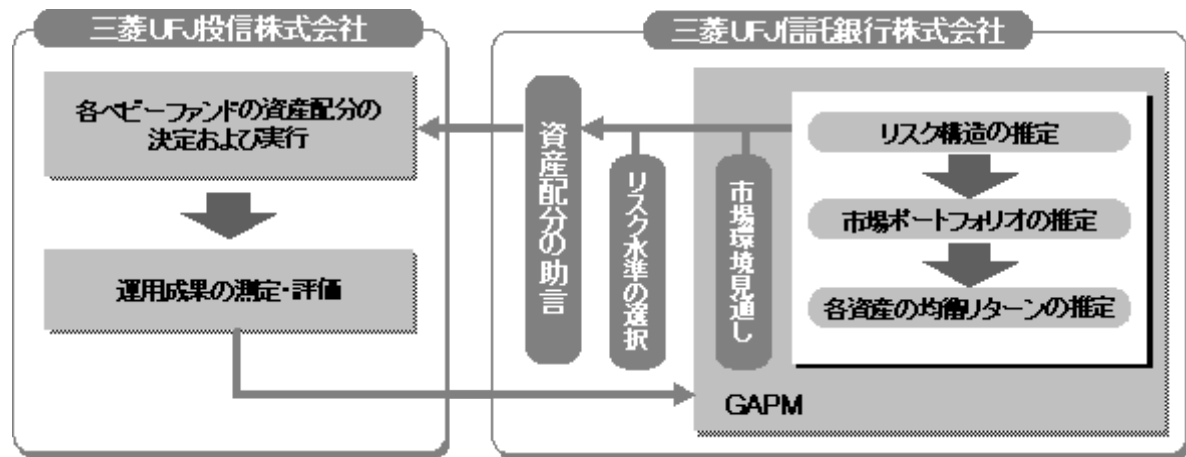 三菱UFJ投信株式会社
各ベビーファンドの資産配分の
決定および実行
運用成果の測定・評価
三菱UFJ信託銀行株式会社
資産配分の助言
リスク水準の選択
市場環境見通し
リスク構造の推定
市場ポートフォリオの推定
各資産の均衡リターンの推定
GAPM